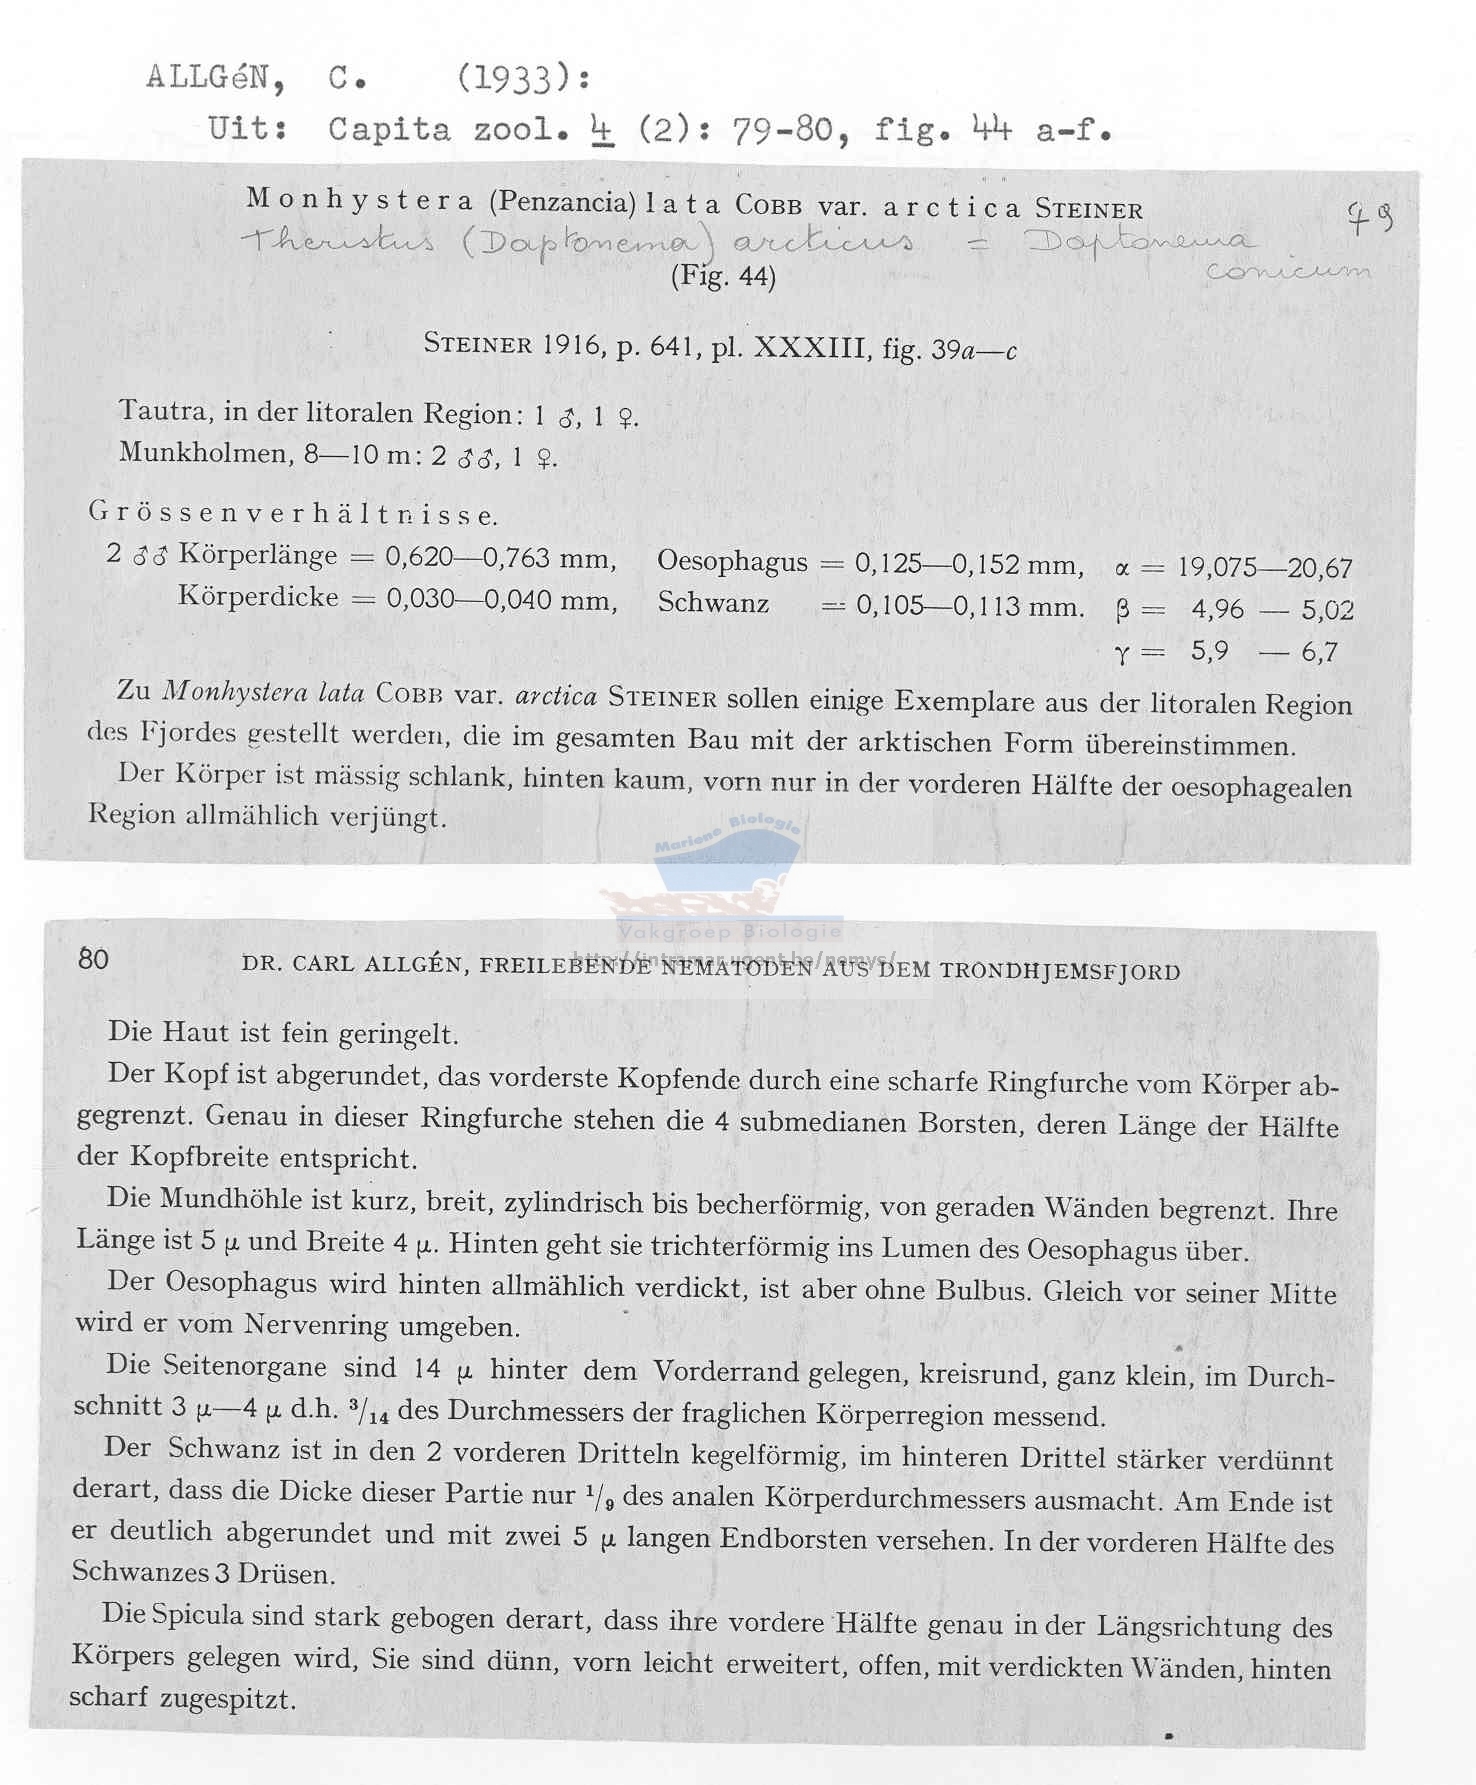 ALLGéN, C. (1933):
Uit: Capita zool. 4 (2): 79-80, fig. 44 a-f.
Monhystera (Penzancia) lata COBB var. arctica STEINER
79
Theristus (Daptonema) arcticus = Daptonema
conicum
(Fig. 44)
STEINER 1916, p. 641, pl. XXXIII, fig. 39a—c
Tautra, in der litoralen Region: 1 ♂, 1 ♀.
Munkholmen, 8—10 m: 2 ♂♂, 1 ♀.
Grössenverhältnisse.
2 ♂♂ Körperlänge = 0,620—0,763 mm, Oesophagus = 0,125—0,152 mm, α = 19,075—20,67
Körperdicke = 0,030—0,040 mm, Schwanz = 0,105—0,113 mm. β = 4,96 — 5,02
γ = 5,9 — 6,7
Zu Monhystera lata COBB var. arctica STEINER sollen einige Exemplare aus der litoralen Region
des Fjordes gestellt werden, die im gesamten Bau mit der arktischen Form übereinstimmen.
Der Körper ist mässig schlank, hinten kaum, vorn nur in der vorderen Hälfte der oesophagealen
Region allmählich verjüngt.
Mariene Biologie
Vakgroep Biologie
http://intramar.ugent.be/nemys/
80 DR. CARL ALLGÉN, FREILEBENDE NEMATODEN AUS DEM TRONDHJEMSFJORD
Die Haut ist fein geringelt.
Der Kopf ist abgerundet, das vorderste Kopfende durch eine scharfe Ringfurche vom Körper ab-
gegrenzt. Genau in dieser Ringfurche stehen die 4 submedianen Borsten, deren Länge der Hälfte
der Kopfbreite entspricht.
Die Mundhöhle ist kurz, breit, zylindrisch bis becherförmig, von geraden Wänden begrenzt. Ihre
Länge ist 5 μ und Breite 4 μ. Hinten geht sie trichterförmig ins Lumen des Oesophagus über.
Der Oesophagus wird hinten allmählich verdickt, ist aber ohne Bulbus. Gleich vor seiner Mitte
wird er vom Nervenring umgeben.
Die Seitenorgane sind 14 μ hinter dem Vorderrand gelegen, kreisrund, ganz klein, im Durch-
schnitt 3 μ—4 μ d.h. 3/14 des Durchmessers der fraglichen Körperregion messend.
Der Schwanz ist in den 2 vorderen Dritteln kegelförmig, im hinteren Drittel stärker verdünnt
derart, dass die Dicke dieser Partie nur 1/9 des analen Körperdurchmessers ausmacht. Am Ende ist
er deutlich abgerundet und mit zwei 5 μ langen Endborsten versehen. In der vorderen Hälfte des
Schwanzes 3 Drüsen.
Die Spicula sind stark gebogen derart, dass ihre vordere Hälfte genau in der Längsrichtung des
Körpers gelegen wird, Sie sind dünn, vorn leicht erweitert, offen, mit verdickten Wänden, hinten
scharf zugespitzt.